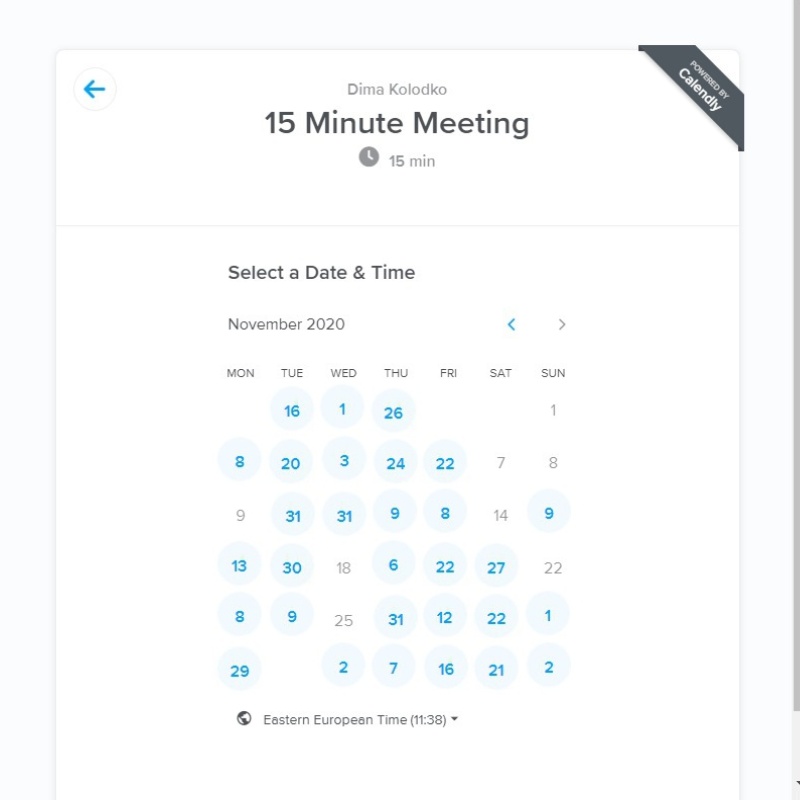 POWERED BY
Calendly
Dima Kolodko
15 Minute Meeting
15 min
Select a Date & Time
November 2020
MON TUE WED THU FRI SAT SUN
16 1 26 1
8 20 3 24 22 7 8
9 31 31 9 8 14 9
13 30 18 6 22 27 22
8 9 25 31 12 22 1
29 2 7 16 21 2
Eastern European Time (11:38)